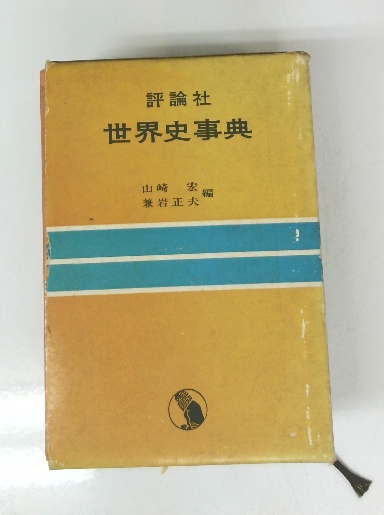 評論社
世界史事典
山崎 宏
兼岩正夫 編